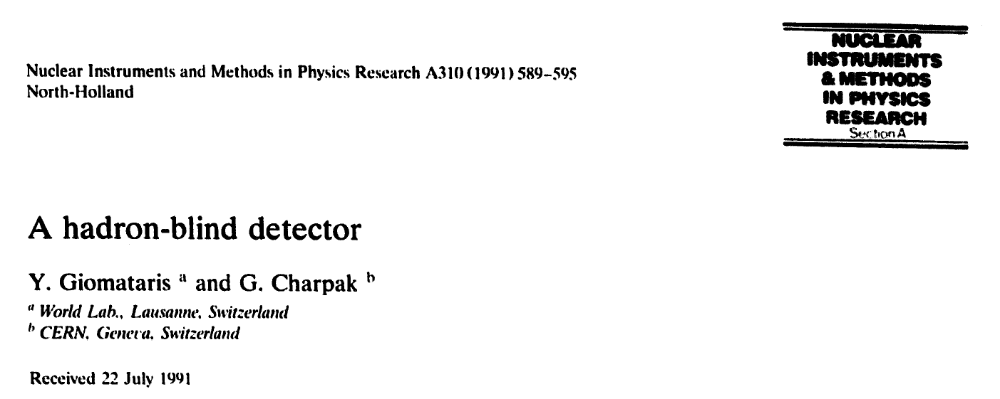 Nuclear Instruments and Methods in Physics Research A310 (1991) 589–595
North-Holland
NUCLEAR
INSTRUMENTS
& METHODS
IN PHYSICS
RESEARCH
Section A
A hadron-blind detector
Y. Giomataris a and G. Charpak b
a World Lab., Lausanne, Switzerland
b CERN, Geneva, Switzerland
Received 22 July 1991